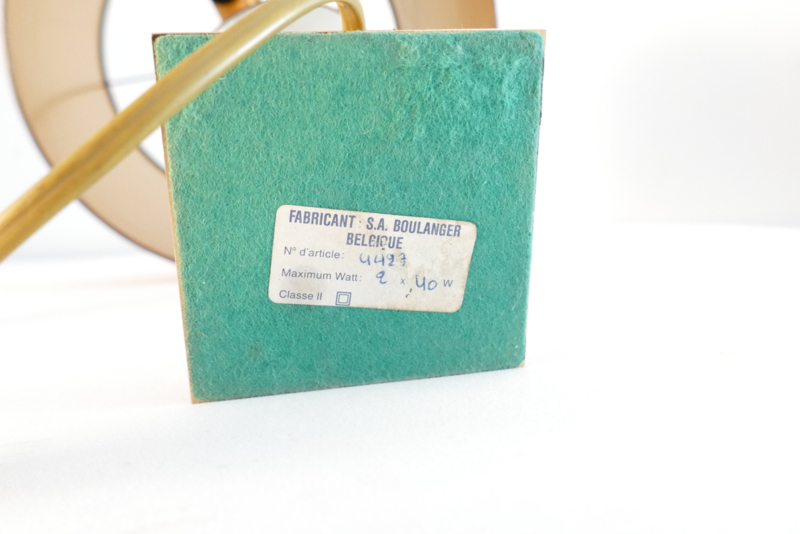 FABRICANT : S.A. BOULANGER
BELGIQUE
N° d'article: 4427
Maximum Watt: 2 x 40 W
Classe II